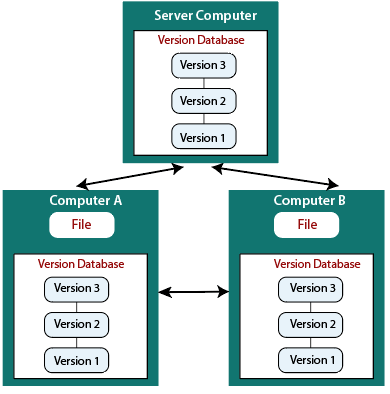 Server Computer
Version Database
Version 3
Version 2
Version 1
Computer A
File
Version Database
Version 3
Version 2
Version 1
Computer B
File
Version Database
Version 3
Version 2
Version 1